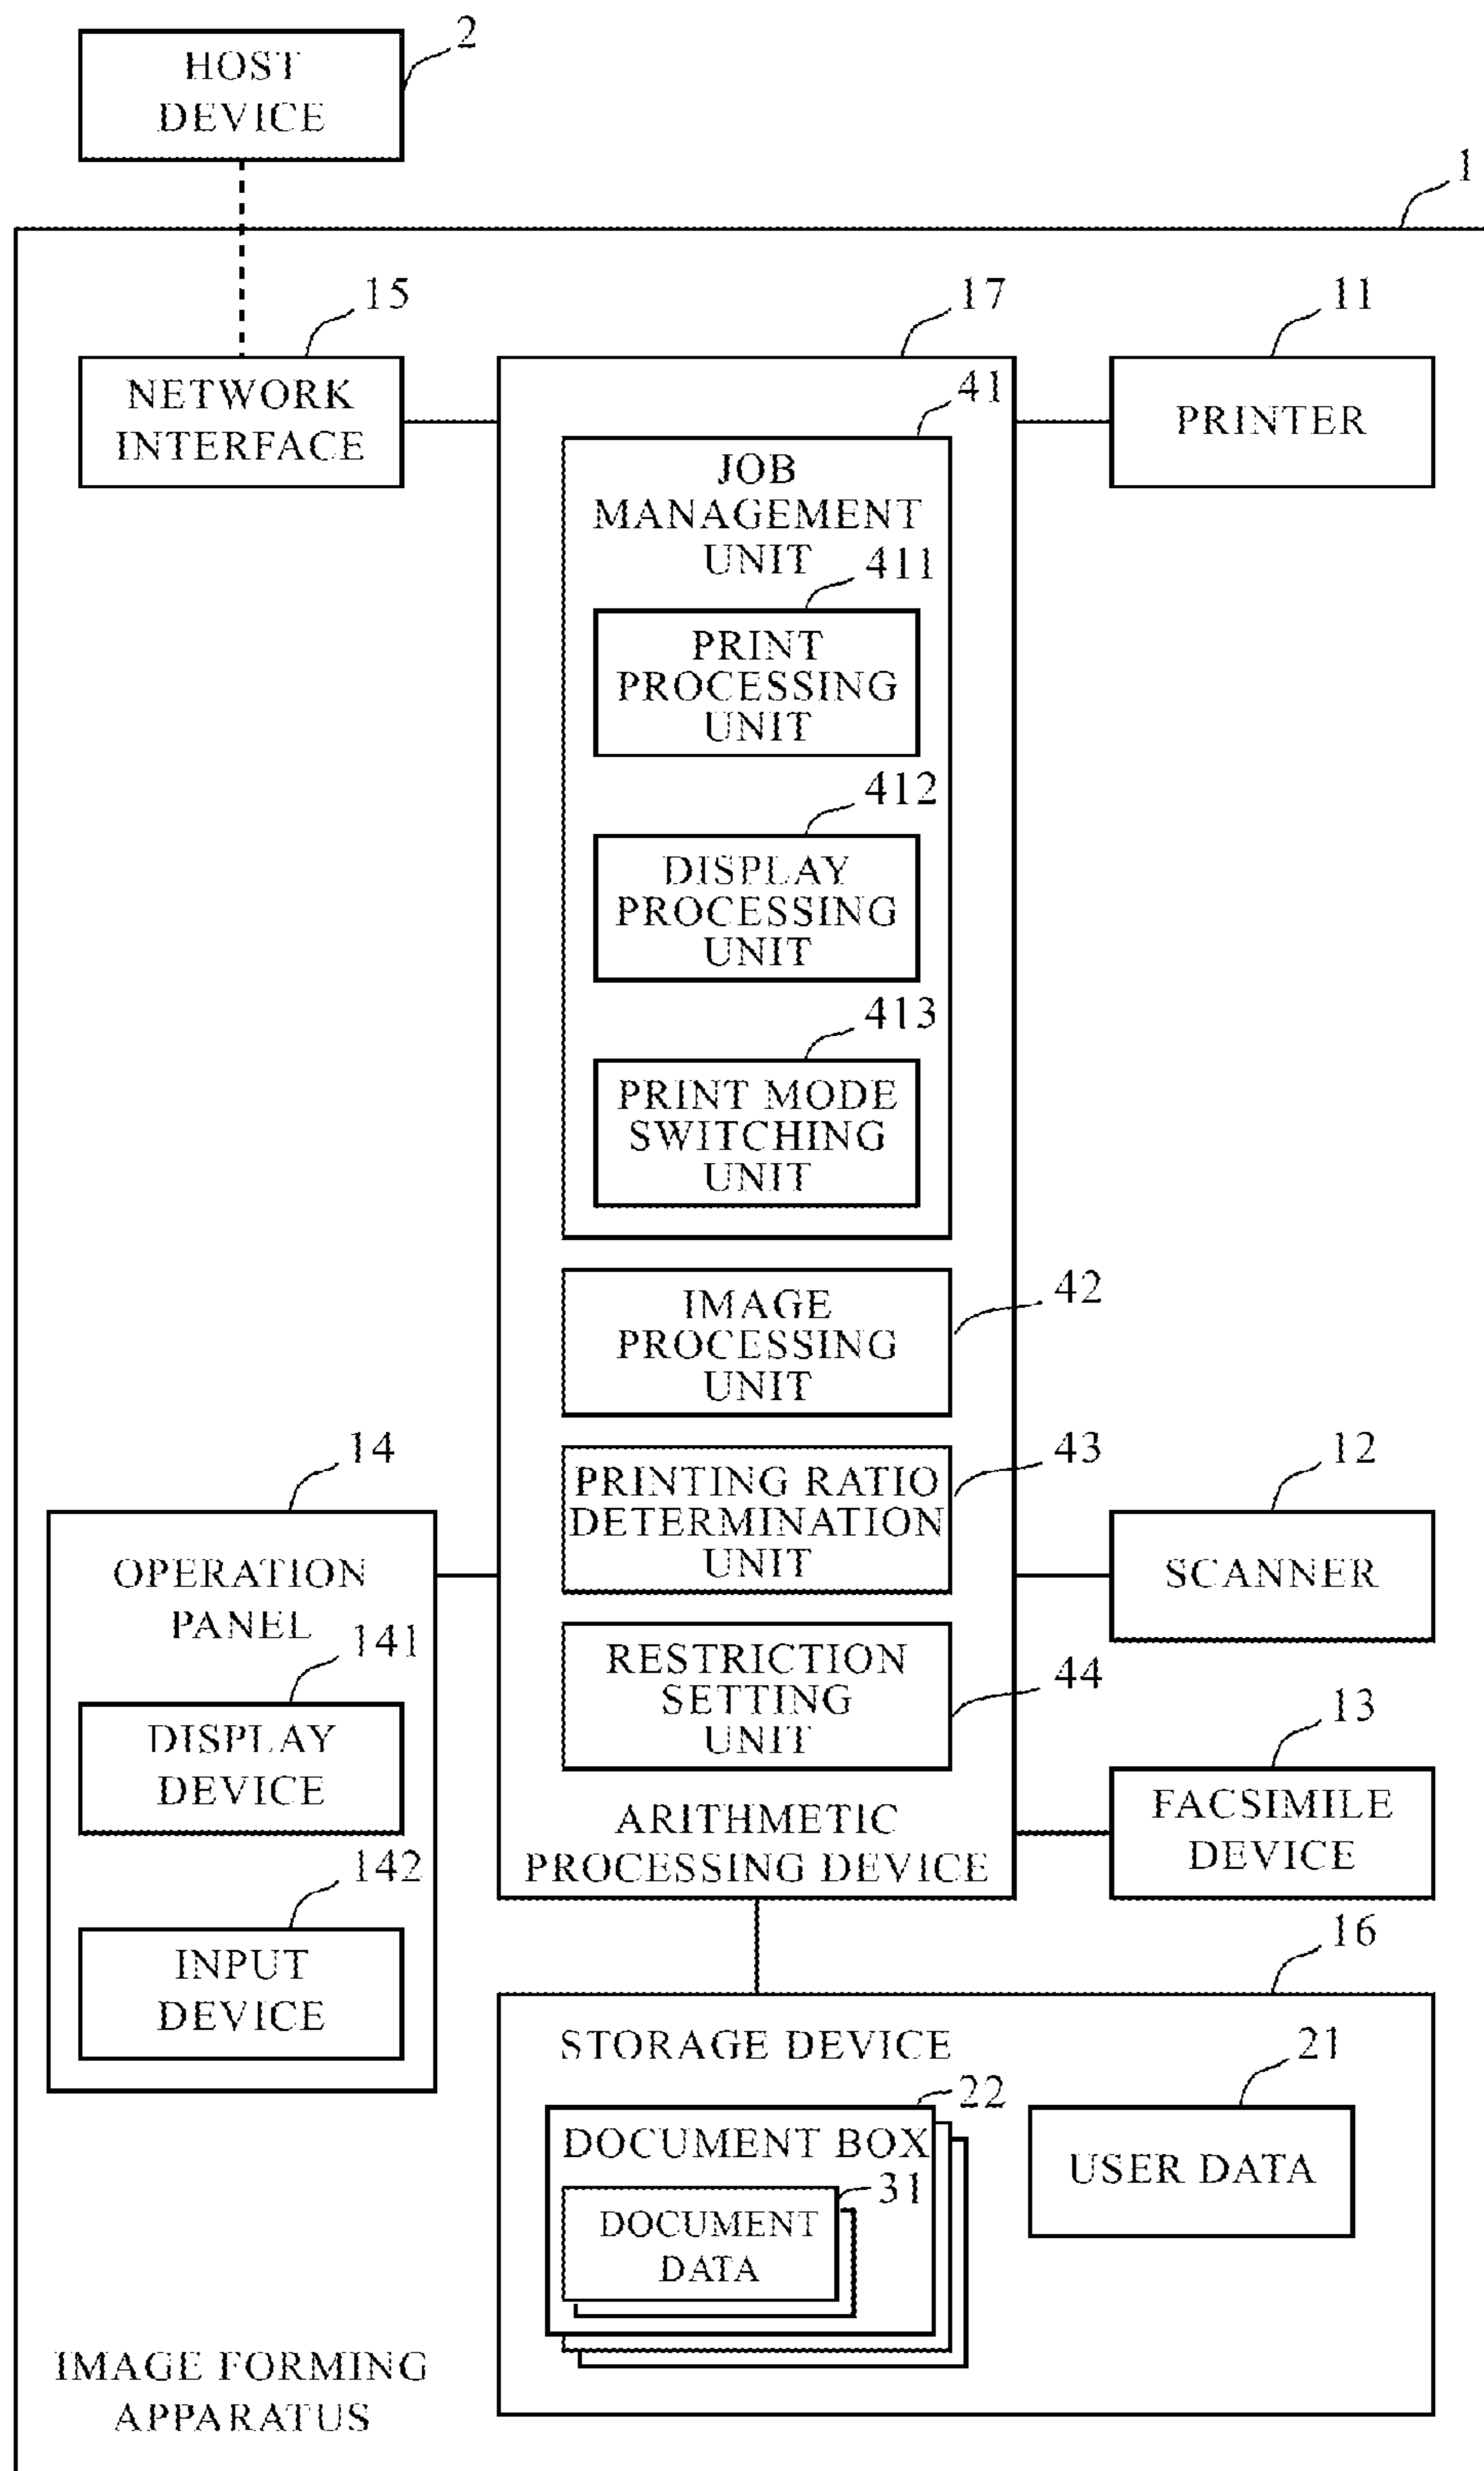 HOST
DEVICE
2
1
15
NETWORK
INTERFACE
17
41
JOB
MANAGEMENT
UNIT
411
PRINT
PROCESSING
UNIT
412
DISPLAY
PROCESSING
UNIT
413
PRINT MODE
SWITCHING
UNIT
11
PRINTER
42
IMAGE
PROCESSING
UNIT
43
PRINTING RATIO
DETERMINATION
UNIT
44
RESTRICTION
SETTING
UNIT
ARITHMETIC
PROCESSING DEVICE
14
OPERATION
PANEL
141
DISPLAY
DEVICE
142
INPUT
DEVICE
12
SCANNER
13
FACSIMILE
DEVICE
16
STORAGE DEVICE
22
DOCUMENT BOX
31
DOCUMENT
DATA
21
USER DATA
IMAGE FORMING
APPARATUS